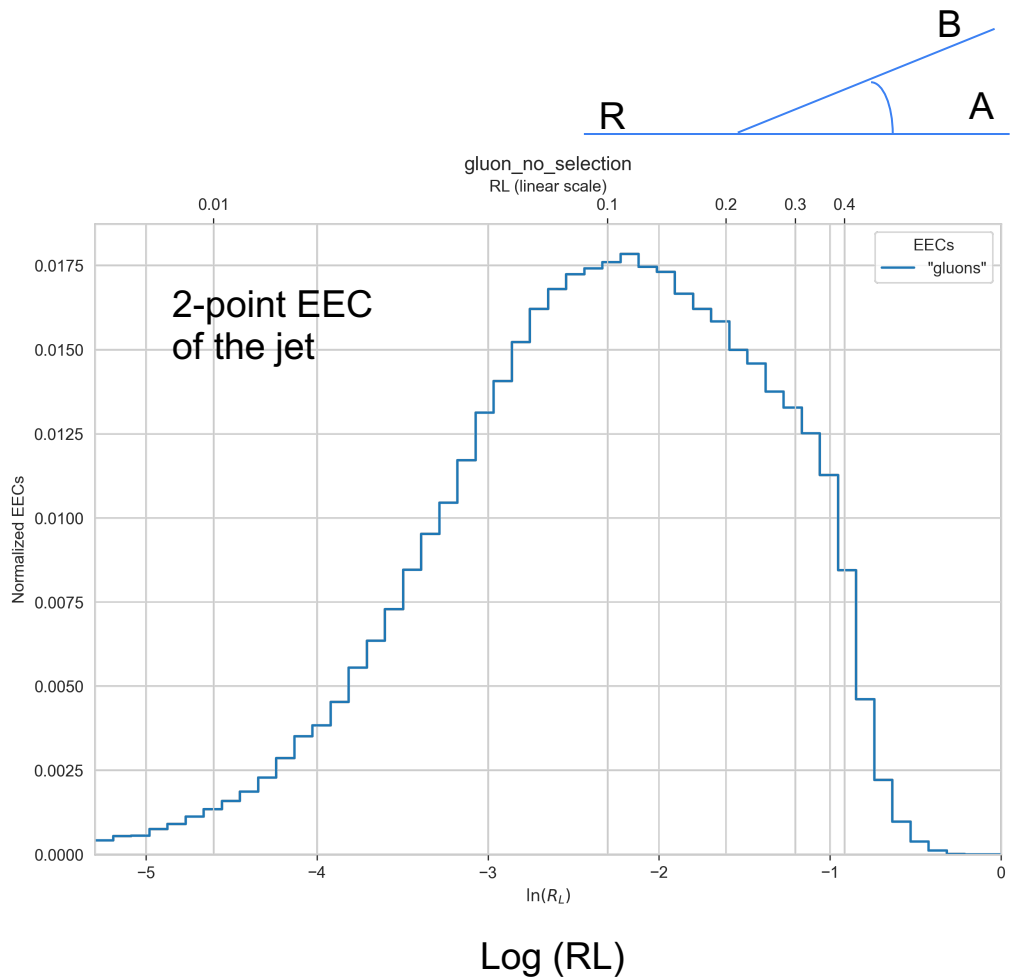 B
A
R
gluon_no_selection
RL (linear scale)
0.01
0.1
0.2
0.3
0.4
EECs
"gluons"
2-point EEC
of the jet
Normalized EECs
0.0175
0.0150
0.0125
0.0100
0.0075
0.0050
0.0025
0.0000
−5
−4
−3
−2
−1
0
ln(R_L)
Log (RL)